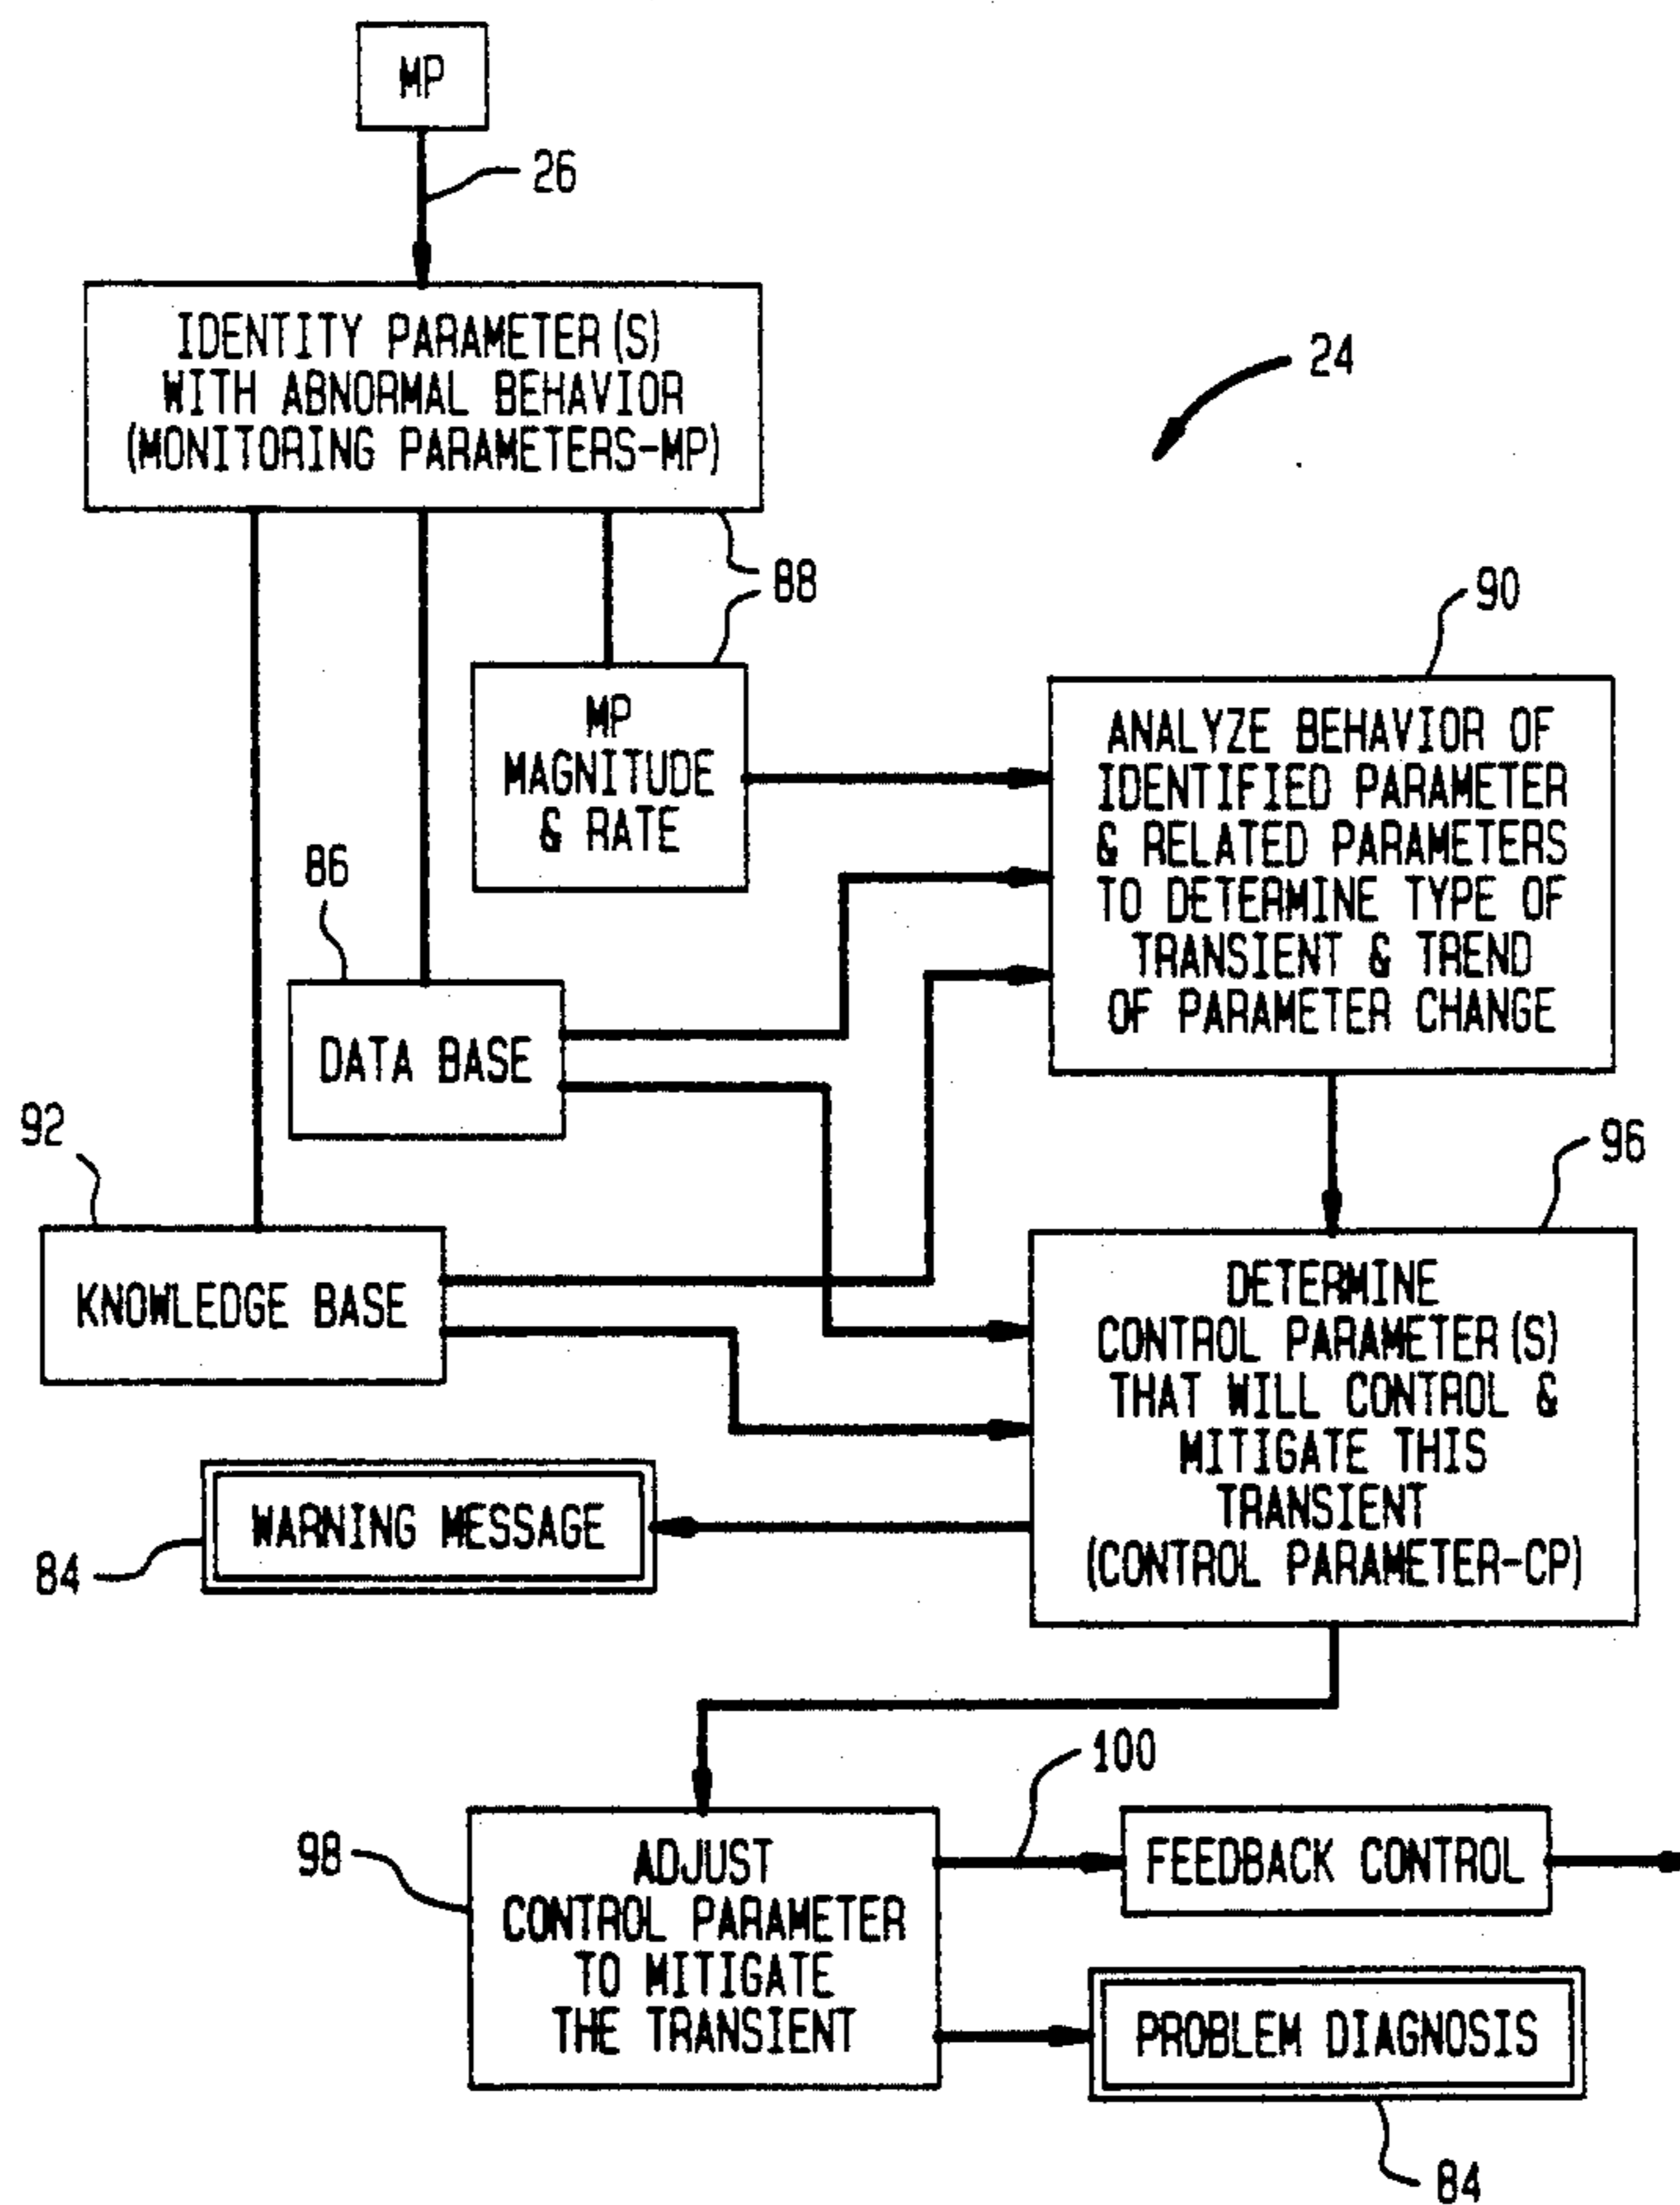 MP
26
IDENTITY PARAMETER(S)
WITH ABNORMAL BEHAVIOR
(MONITORING PARAMETERS-MP)
24
88
90
MP
MAGNITUDE
& RATE
ANALYZE BEHAVIOR OF
IDENTIFIED PARAMETER
& RELATED PARAMETERS
TO DETERMINE TYPE OF
TRANSIENT & TREND
OF PARAMETER CHANGE
86
DATA BASE
92
96
KNOWLEDGE BASE
DETERMINE
CONTROL PARAMETER(S)
THAT WILL CONTROL &
MITIGATE THIS
TRANSIENT
(CONTROL PARAMETER-CP)
WARNING MESSAGE
84
100
98
ADJUST
CONTROL PARAMETER
TO MITIGATE
THE TRANSIENT
FEEDBACK CONTROL
PROBLEM DIAGNOSIS
84